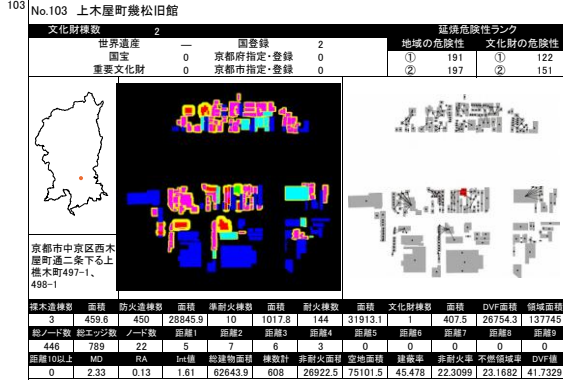 103
No.103 上木屋町幾松旧館
文化財棟数 2 延焼危険性ランク
世界遺産 ― 国登録 2 地域の危険性 文化財の危険性
国宝 0 京都府指定・登録 0 ① 191 ① 122
重要文化財 0 京都市指定・登録 0 ② 197 ② 151
京都市中京区西木
屋町通二条下る上
樵木町497-1、
498-1
裸木造棟数 面積 防火造棟数 面積 準耐火棟数 面積 耐火棟数 面積 文化財棟数 面積 DVF面積 領域面積
3 459.6 450 28845.9 10 1017.8 144 31913.1 1 407.5 26754.3 137745
総ノード数 総エッジ数 ノード数 距離1 距離2 距離3 距離4 距離5 距離6 距離7 距離8 距離9
446 789 22 5 7 6 3 0 0 0 0 0
距離10以上 MD RA Int値 総建物面積 棟数計 非耐火面積 空地面積 建蔽率 非耐火率 不燃領域率 DVF値
0 2.33 0.13 1.61 62643.9 608 26922.5 75101.5 45.478 22.3099 23.1682 41.7329